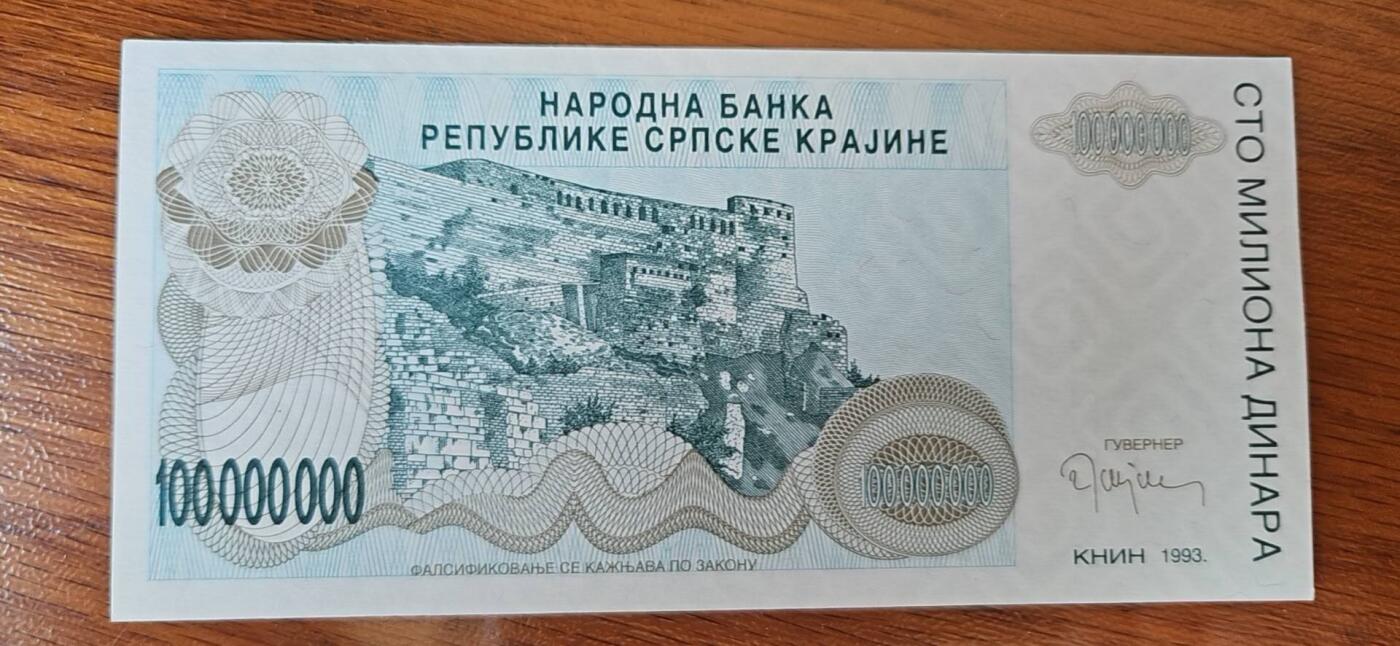 НАРОДНА БАНКА
РЕПУБЛИКЕ СРПСКЕ КРАЈИНЕ
100000000
СТО МИЛИОНА ДИНАРА
100000000
100000000
ГУВЕРНЕР
КНИН 1993.
ФАЛСИФИКОВАЊЕ СЕ КАЖЊАВА ПО ЗАКОНУ